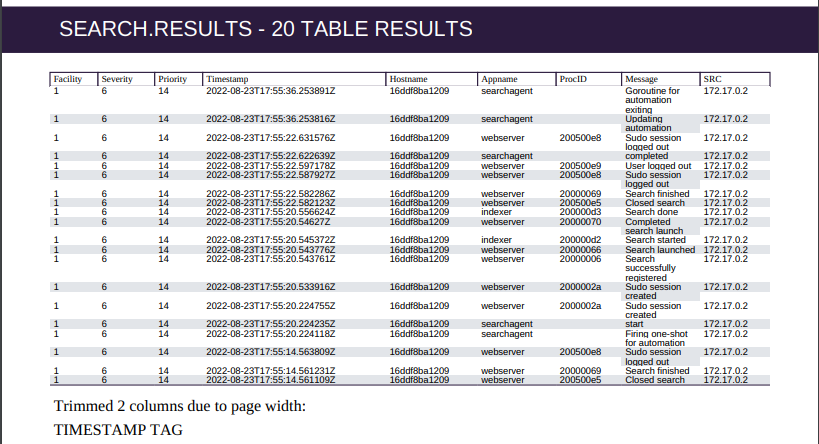 SEARCH.RESULTS - 20 TABLE RESULTS
Facility Severity Priority Timestamp Hostname Appname ProcID Message SRC
1 6 14 2022-08-23T17:55:36.253891Z 16ddf8ba1209 searchagent Goroutine for 172.17.0.2
automation
exiting
1 6 14 2022-08-23T17:55:36.253816Z 16ddf8ba1209 searchagent Updating 172.17.0.2
automation
1 6 14 2022-08-23T17:55:22.631576Z 16ddf8ba1209 webserver 200500e8 Sudo session 172.17.0.2
logged out
1 6 14 2022-08-23T17:55:22.622639Z 16ddf8ba1209 searchagent completed 172.17.0.2
1 6 14 2022-08-23T17:55:22.597178Z 16ddf8ba1209 webserver 200500e9 User logged out 172.17.0.2
1 6 14 2022-08-23T17:55:22.587927Z 16ddf8ba1209 webserver 200500e8 Sudo session 172.17.0.2
logged out
1 6 14 2022-08-23T17:55:22.582286Z 16ddf8ba1209 webserver 20000069 Search finished 172.17.0.2
1 6 14 2022-08-23T17:55:22.582123Z 16ddf8ba1209 webserver 200500e5 Closed search 172.17.0.2
1 6 14 2022-08-23T17:55:20.556624Z 16ddf8ba1209 indexer 200000d3 Search done 172.17.0.2
1 6 14 2022-08-23T17:55:20.54627Z 16ddf8ba1209 webserver 20000070 Completed 172.17.0.2
search launch
1 6 14 2022-08-23T17:55:20.545372Z 16ddf8ba1209 indexer 200000d2 Search started 172.17.0.2
1 6 14 2022-08-23T17:55:20.543776Z 16ddf8ba1209 webserver 20000066 Search launched 172.17.0.2
1 6 14 2022-08-23T17:55:20.543761Z 16ddf8ba1209 webserver 20000006 Search 172.17.0.2
successfully
registered
1 6 14 2022-08-23T17:55:20.533916Z 16ddf8ba1209 webserver 2000002a Sudo session 172.17.0.2
created
1 6 14 2022-08-23T17:55:20.224755Z 16ddf8ba1209 webserver 2000002a Sudo session 172.17.0.2
created
1 6 14 2022-08-23T17:55:20.224235Z 16ddf8ba1209 searchagent start 172.17.0.2
1 6 14 2022-08-23T17:55:20.224118Z 16ddf8ba1209 searchagent Firing one-shot 172.17.0.2
for automation
1 6 14 2022-08-23T17:55:14.563809Z 16ddf8ba1209 webserver 200500e8 Sudo session 172.17.0.2
logged out
1 6 14 2022-08-23T17:55:14.561231Z 16ddf8ba1209 webserver 20000069 Search finished 172.17.0.2
1 6 14 2022-08-23T17:55:14.561109Z 16ddf8ba1209 webserver 200500e5 Closed search 172.17.0.2
Trimmed 2 columns due to page width:
TIMESTAMP TAG